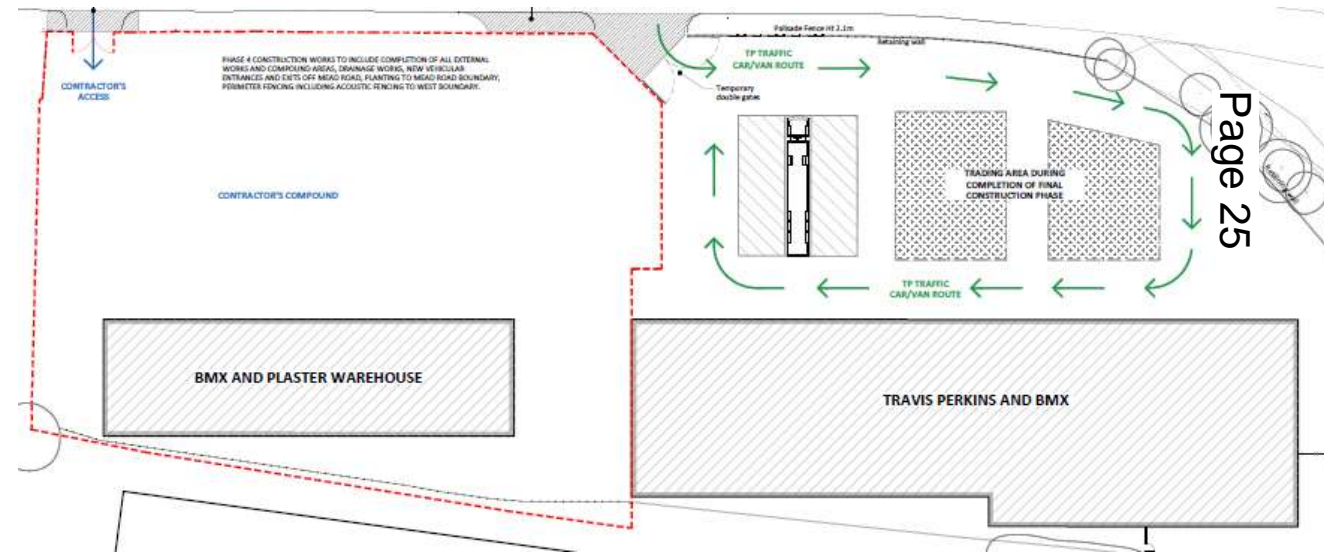 PHASE 4 CONSTRUCTION WORKS TO INCLUDE COMPLETION OF ALL EXTERNAL
WORKS AND COMPOUND AREAS, DRAINAGE WORKS, NEW VEHICULAR
ENTRANCES AND EXITS OFF MEAD ROAD, PLANTING TO MEAD ROAD BOUNDARY,
PERIMETER FENCING INCLUDING ACOUSTIC FENCING TO WEST BOUNDARY.
CONTRACTOR'S
ACCESS
CONTRACTOR'S COMPOUND
Palisade Fence Ht 2.1m
Retaining wall
TP TRAFFIC
CAR/VAN ROUTE
Temporary
double gates
TRADING AREA DURING
COMPLETION OF FINAL
CONSTRUCTION PHASE
TP TRAFFIC
CAR/VAN ROUTE
Page 25
BMX AND PLASTER WAREHOUSE
TRAVIS PERKINS AND BMX